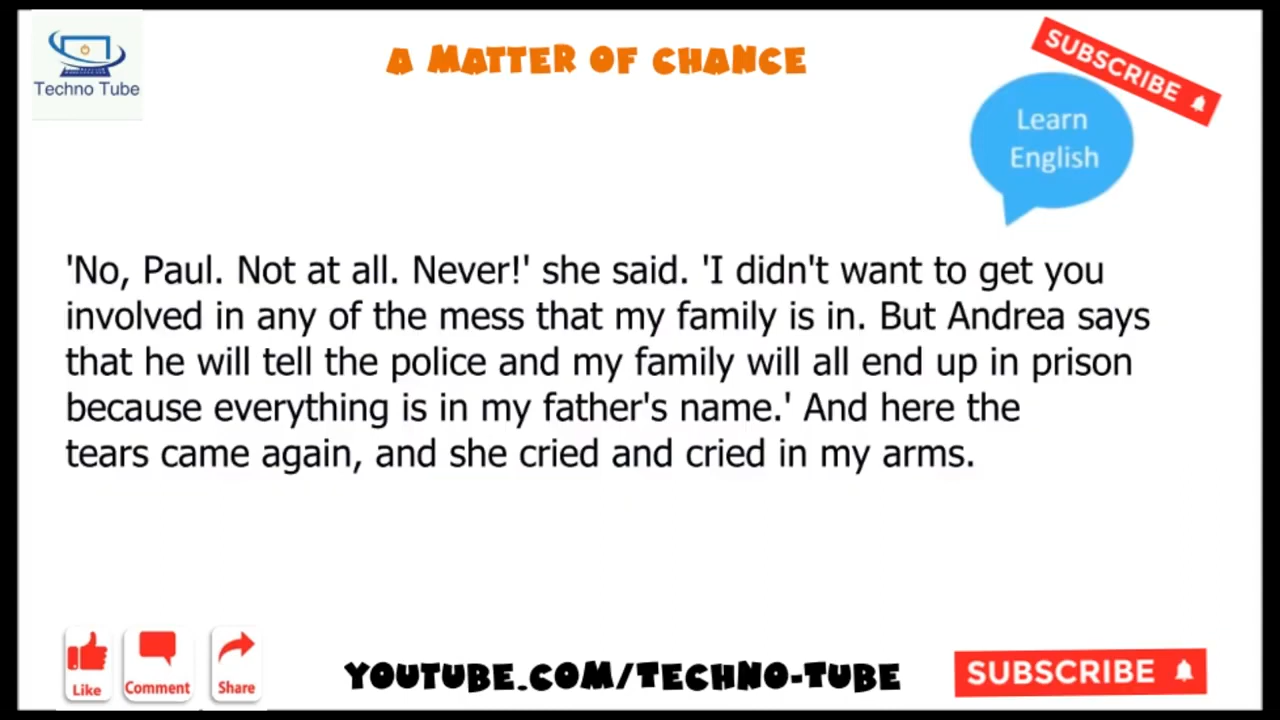 A MATTER OF CHANCE
SUBSCRIBE
Techno Tube
Learn
English
'No, Paul. Not at all. Never!' she said. 'I didn't want to get you
involved in any of the mess that my family is in. But Andrea says
that he will tell the police and my family will all end up in prison
because everything is in my father's name.' And here the
tears came again, and she cried and cried in my arms.
Like
Comment
Share
YOUTUBE.COM/TECHNO-TUBE
SUBSCRIBE